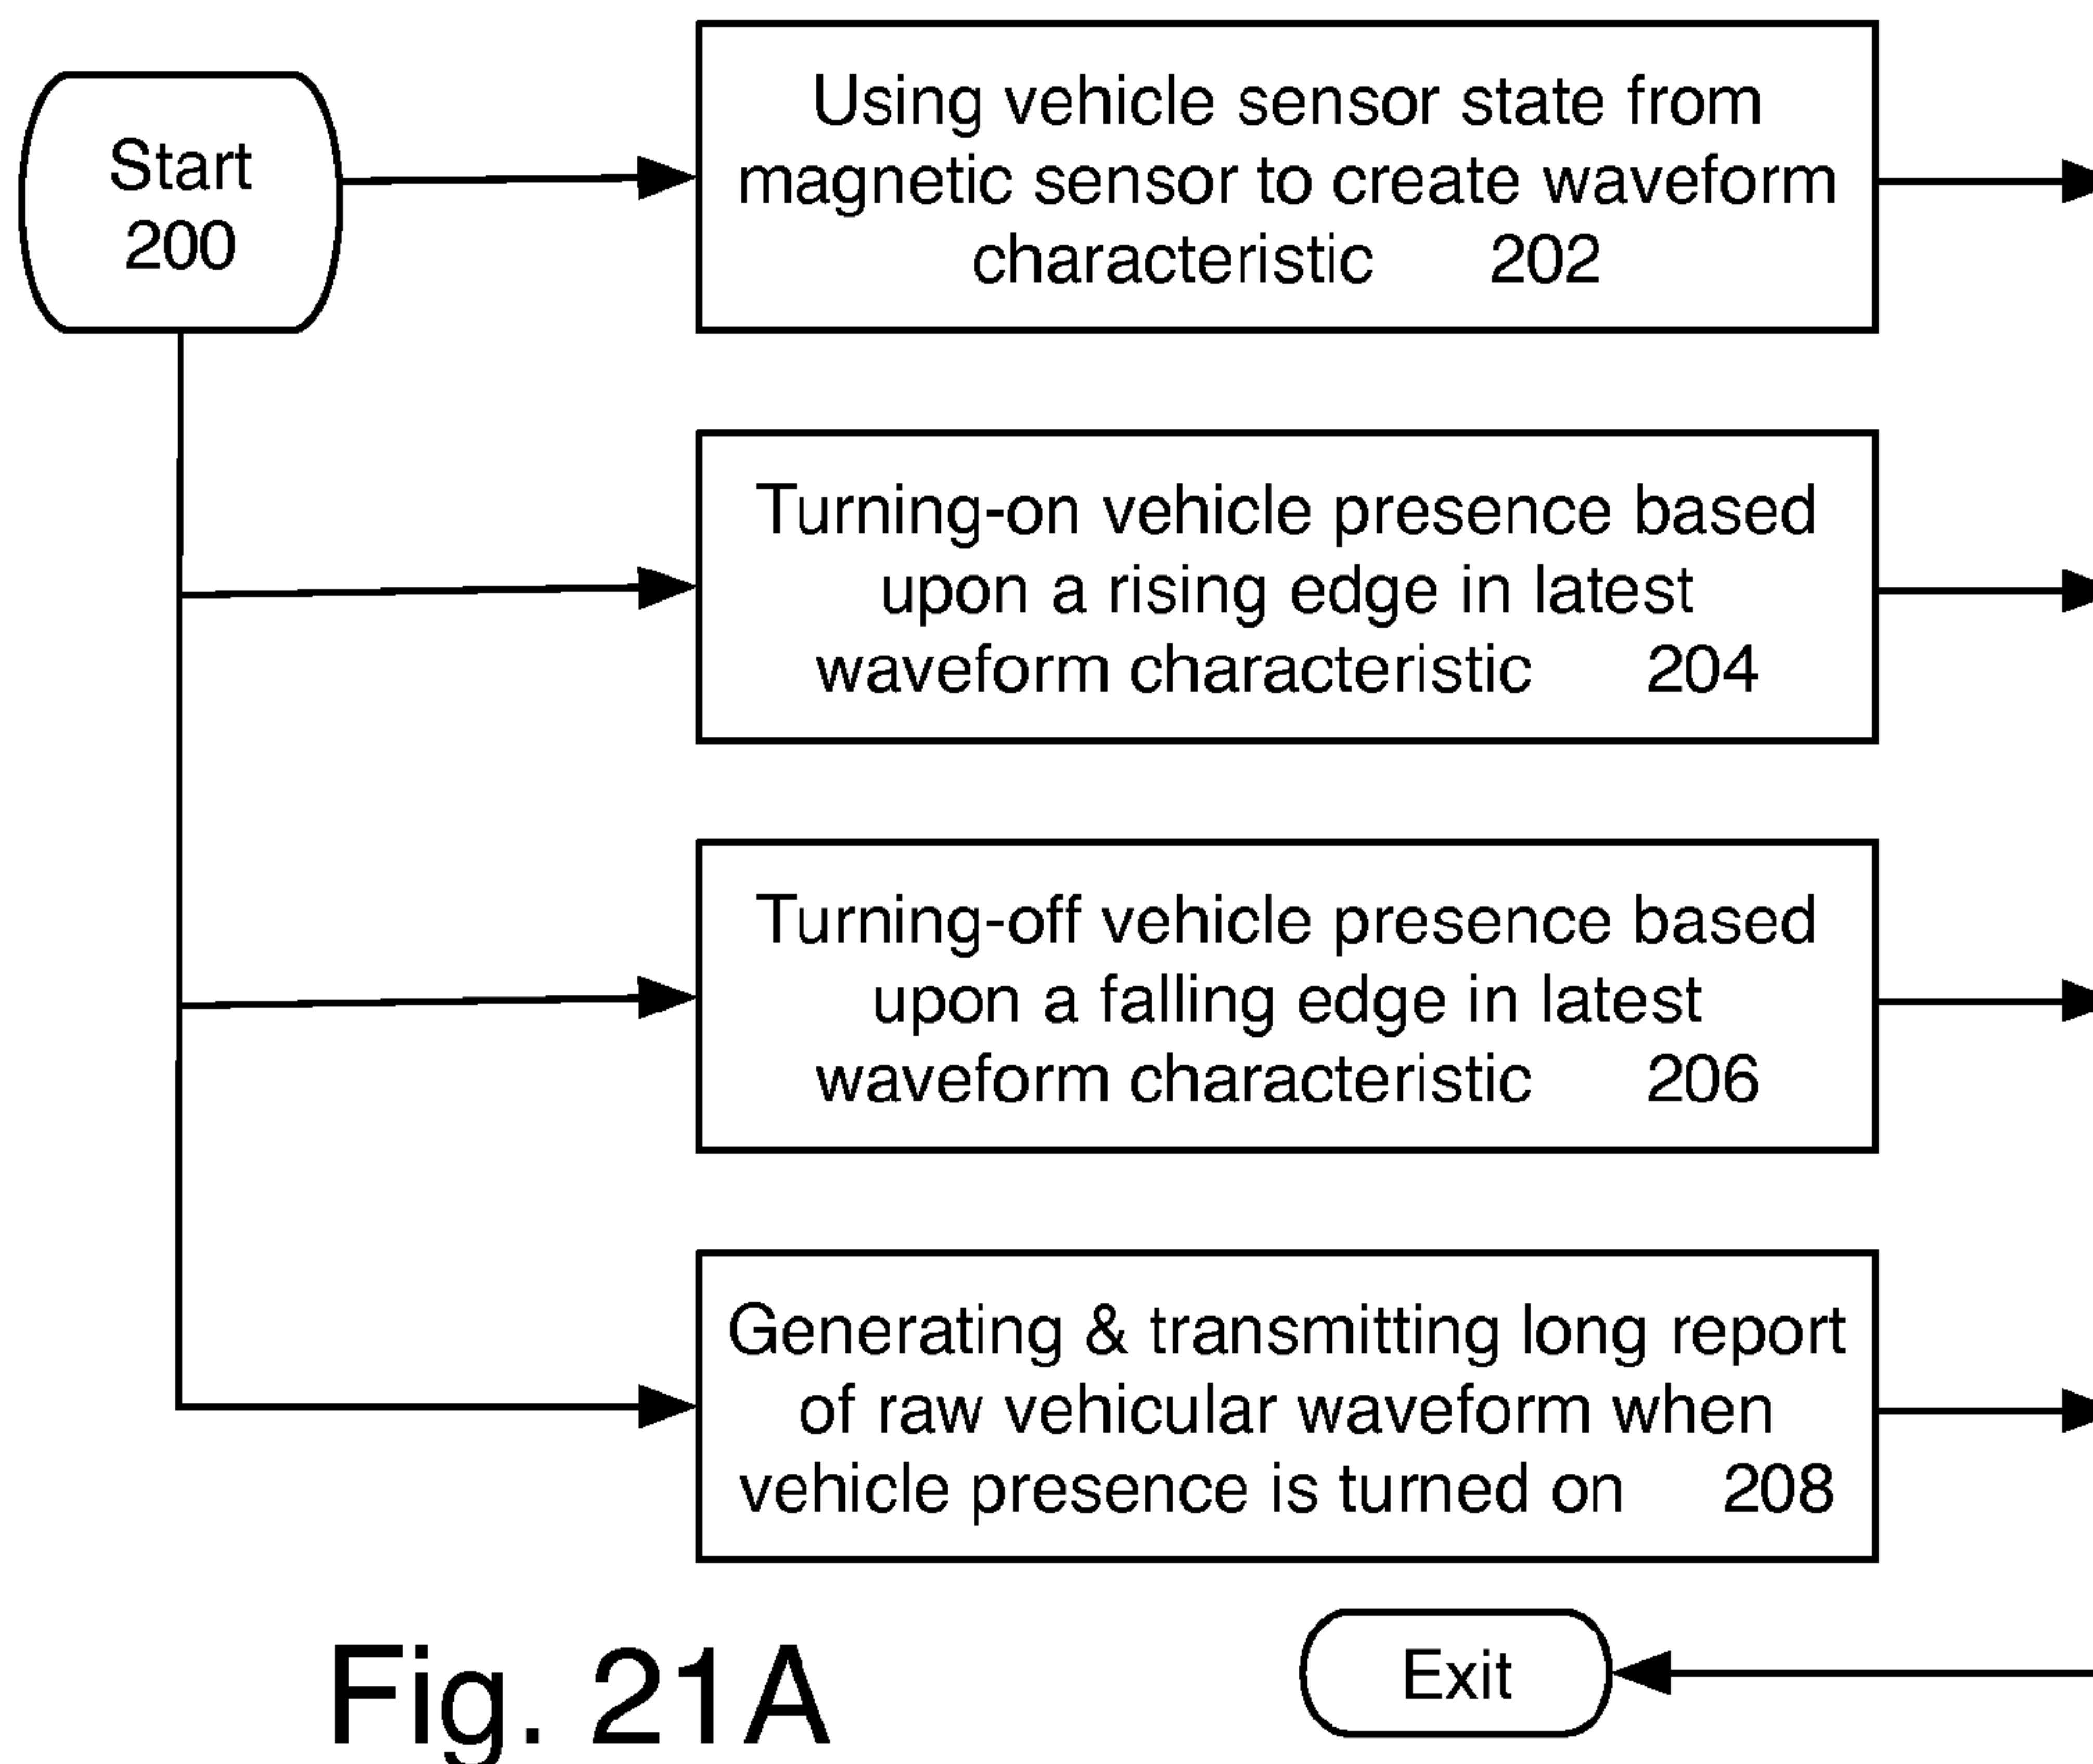 Start
200
Using vehicle sensor state from
magnetic sensor to create waveform
characteristic 202
Turning-on vehicle presence based
upon a rising edge in latest
waveform characteristic 204
Turning-off vehicle presence based
upon a falling edge in latest
waveform characteristic 206
Generating & transmitting long report
of raw vehicular waveform when
vehicle presence is turned on 208
Exit
Fig. 21A